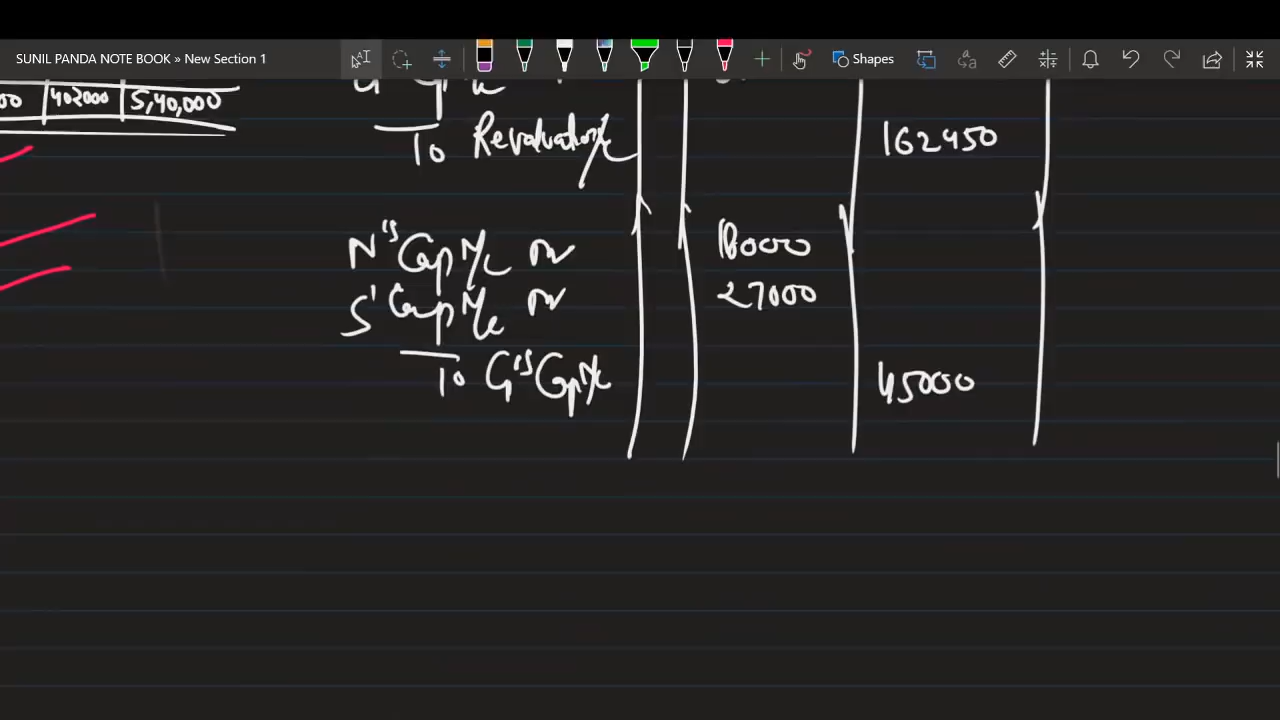 SUNIL PANDA NOTE BOOK » New Section 1
Shapes
00 402000 5,40,000
To Revaluation A/c 162450
N's Cap A/c Dr 18000
S' Cap A/c Dr 27000
To G's Cap A/c 45000